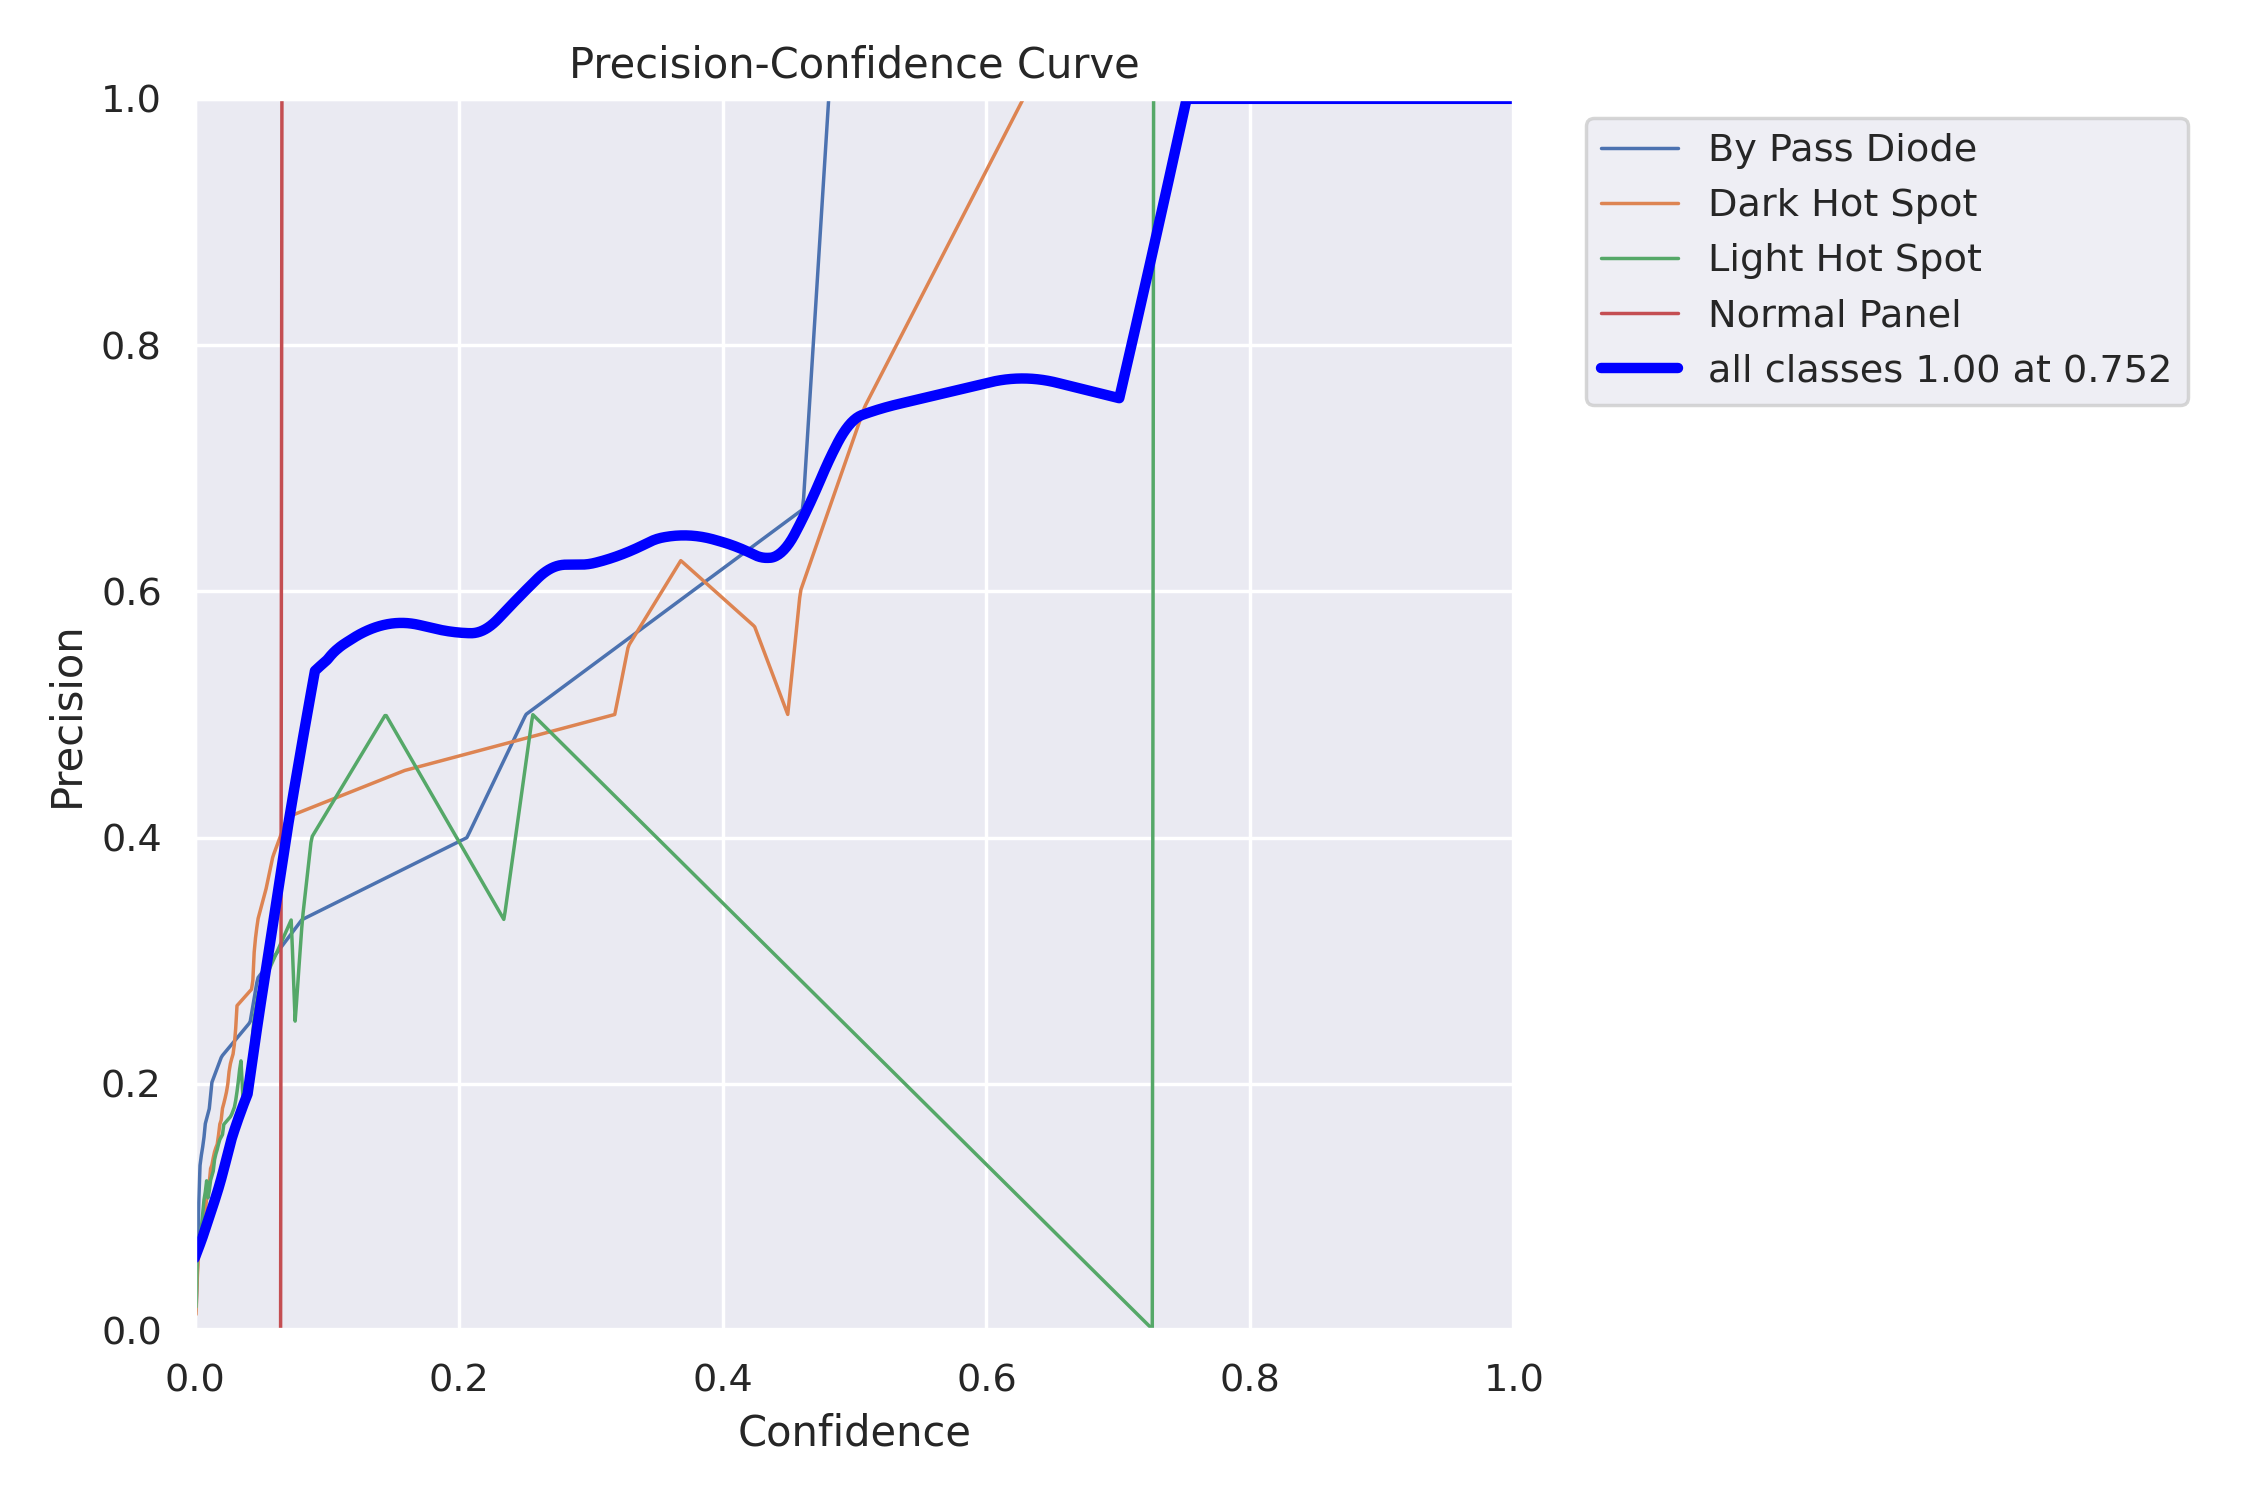 Precision-Confidence Curve
1.0
0.8
0.6
0.4
0.2
0.0
Precision
0.0 0.2 0.4 0.6 0.8 1.0
Confidence
By Pass Diode
Dark Hot Spot
Light Hot Spot
Normal Panel
all classes 1.00 at 0.752